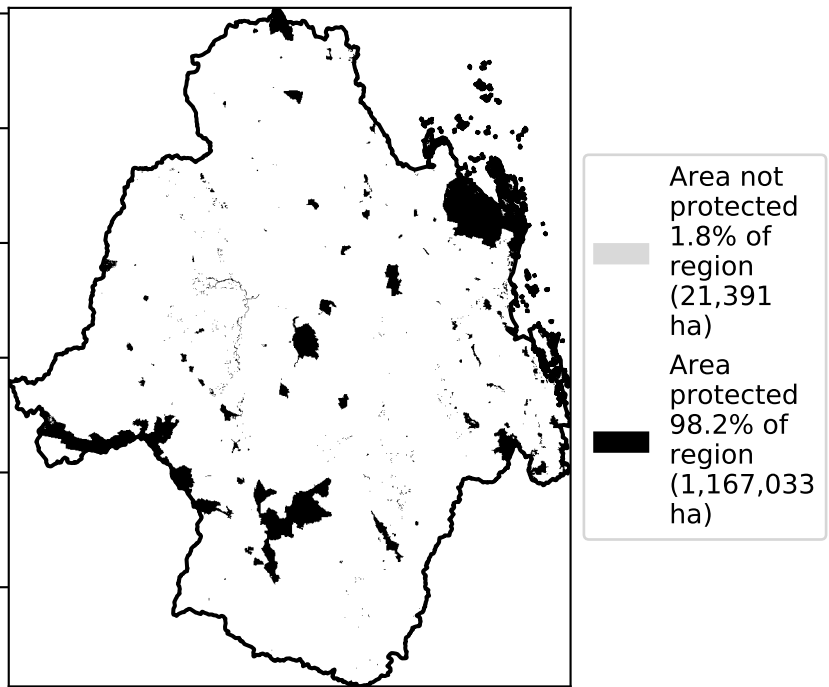 Area not
protected
1.8% of
region
(21,391
ha)
Area
protected
98.2% of
region
(1,167,033
ha)